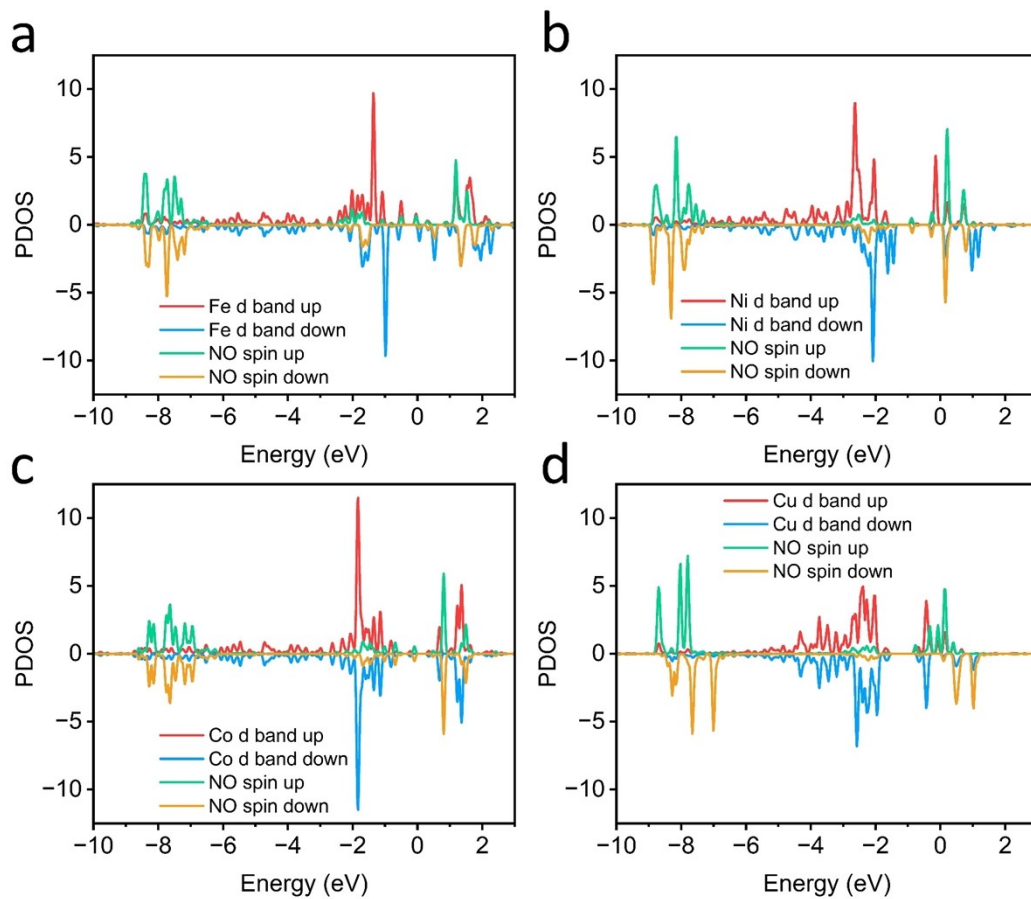 a
10
5
0
−5
−10
PDOS
Fe d band up
Fe d band down
NO spin up
NO spin down
−10 −8 −6 −4 −2 0 2
Energy (eV)
b
10
5
0
−5
−10
PDOS
Ni d band up
Ni d band down
NO spin up
NO spin down
−10 −8 −6 −4 −2 0 2
Energy (eV)
c
10
5
0
−5
−10
PDOS
Co d band up
Co d band down
NO spin up
NO spin down
−10 −8 −6 −4 −2 0 2
Energy (eV)
d
10
5
0
−5
−10
PDOS
Cu d band up
Cu d band down
NO spin up
NO spin down
−10 −8 −6 −4 −2 0 2
Energy (eV)